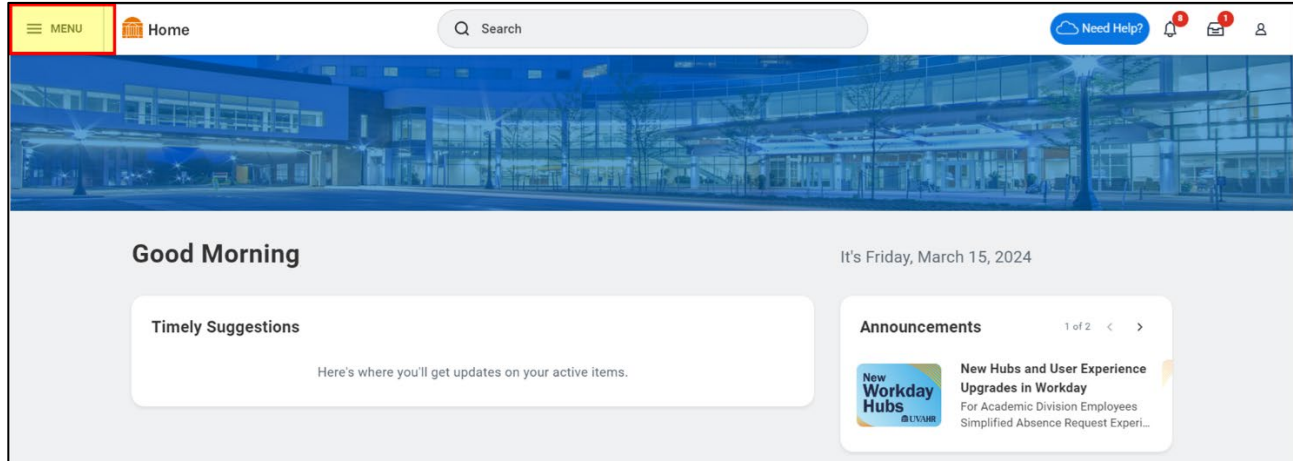 MENU
Home
Search
Need Help?
8
1
Good Morning
It's Friday, March 15, 2024
Timely Suggestions
Here's where you'll get updates on your active items.
Announcements
1 of 2
New
Workday
Hubs
UVAHR
New Hubs and User Experience
Upgrades in Workday
For Academic Division Employees
Simplified Absence Request Experi...